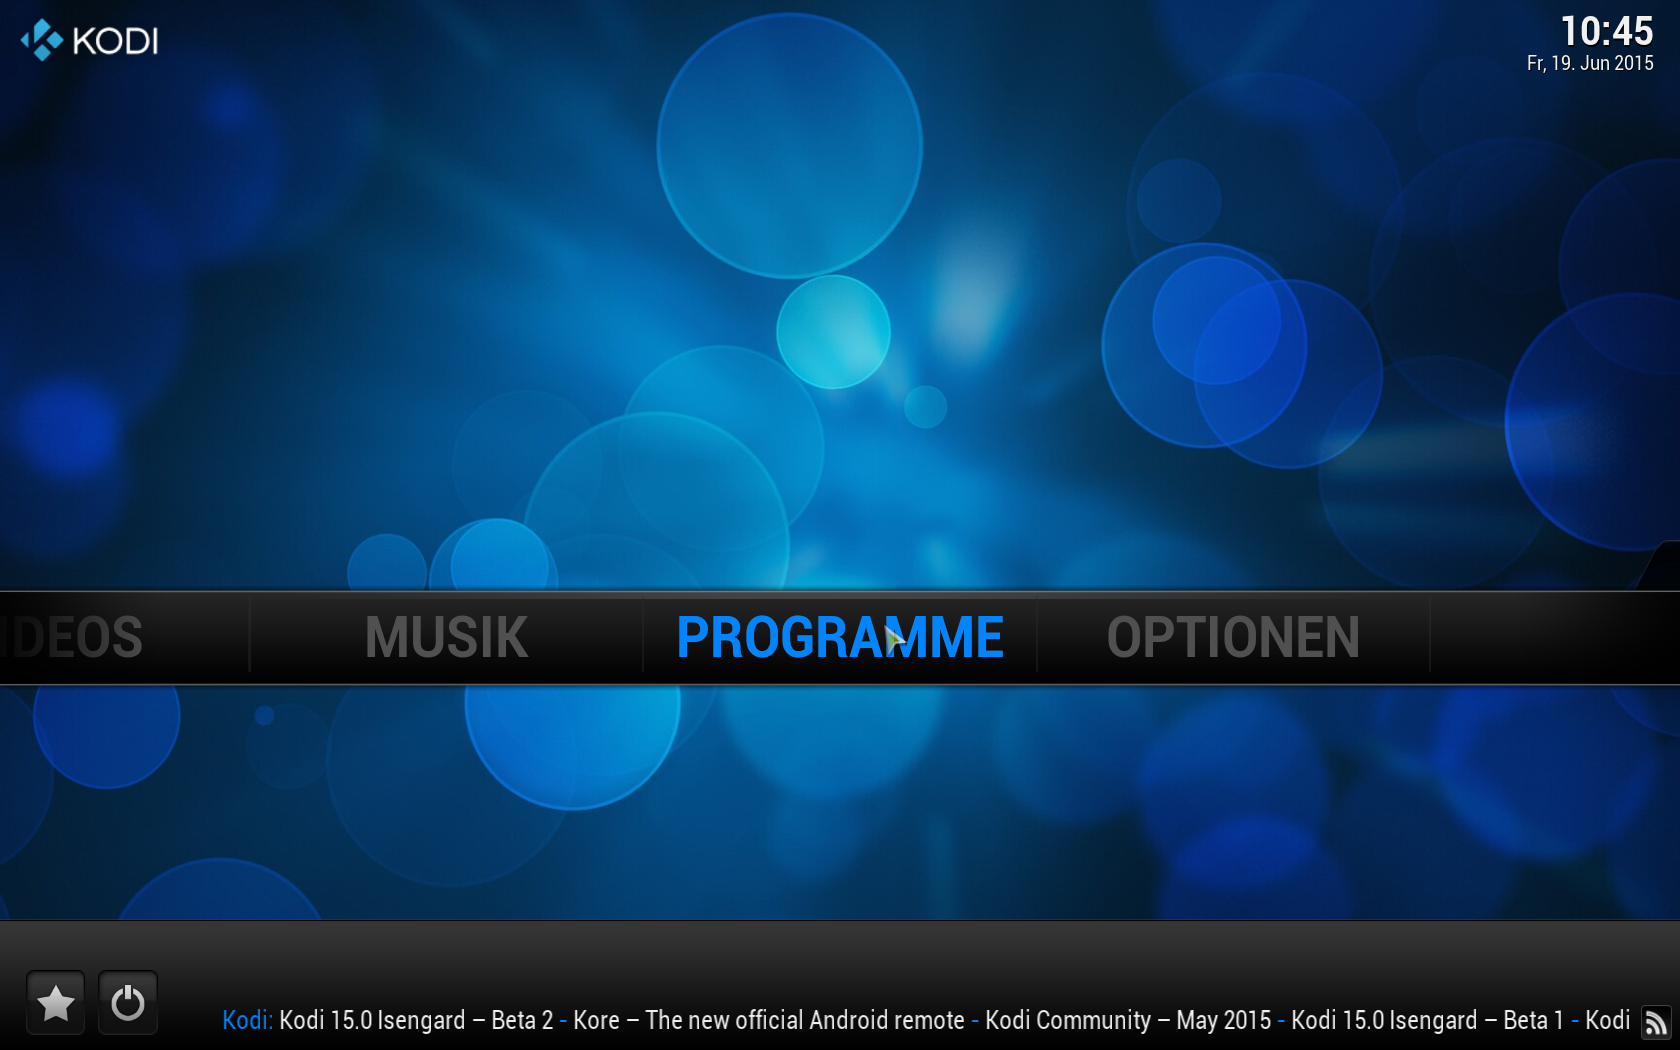 KODI
10:45
Fr, 19. Jun 2015
IDEOS MUSIK PROGRAMME OPTIONEN
Kodi: Kodi 15.0 Isengard – Beta 2 - Kore – The new official Android remote - Kodi Community – May 2015 - Kodi 15.0 Isengard – Beta 1 - Kodi